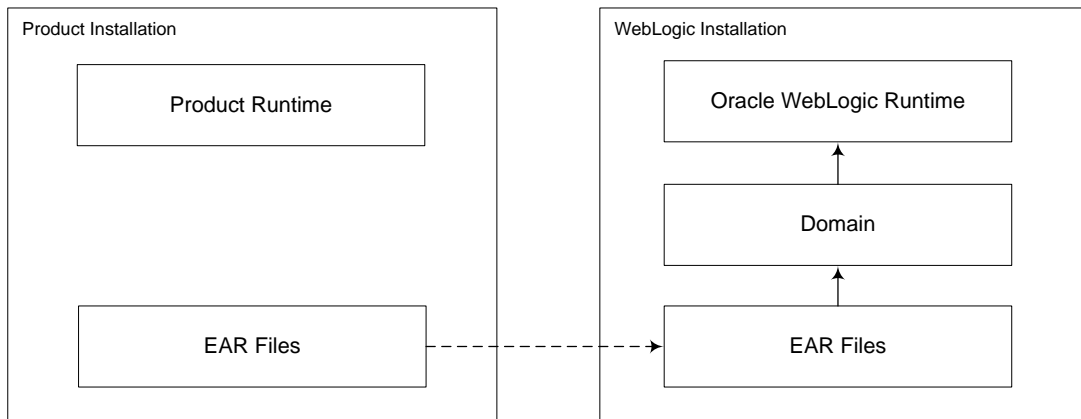 Product Installation
Product Runtime
EAR Files
WebLogic Installation
Oracle WebLogic Runtime
Domain
EAR Files